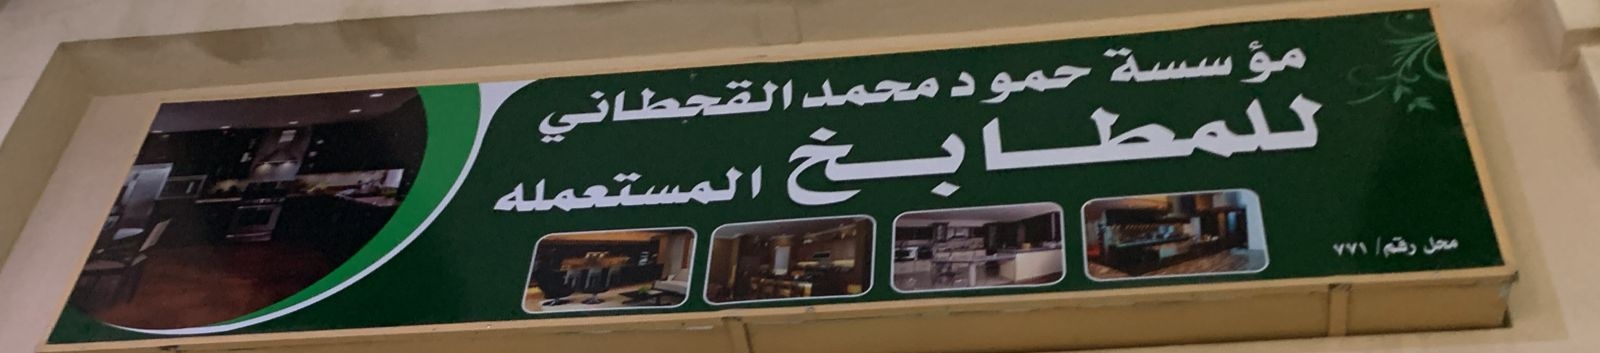 مؤسسة حمود محمد القحطاني
للمطابخ المستعمله
محل رقم/ ٧٧١